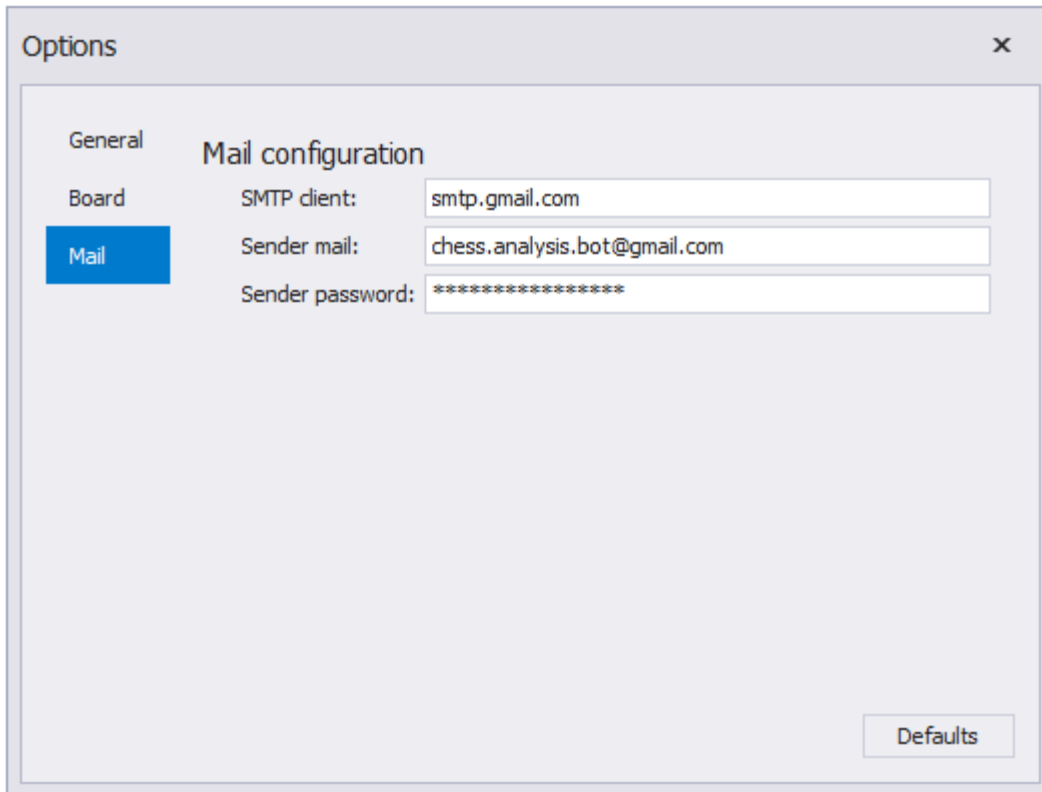 Options
General
Board
Mail
Mail configuration
SMTP client: smtp.gmail.com
Sender mail: chess.analysis.bot@gmail.com
Sender password: ****************
Defaults